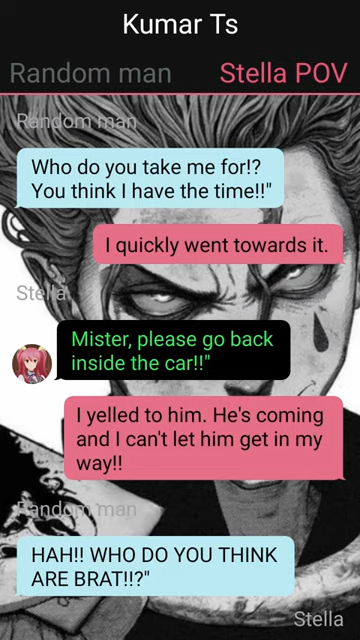 Kumar Ts
Random man Stella POV
Random man
Who do you take me for!?
You think I have the time!!"
I quickly went towards it.
Stella
Mister, please go back
inside the car!!"
I yelled to him. He's coming
and I can't let him get in my
way!!
Random man
HAH!! WHO DO YOU THINK
ARE BRAT!!?"
Stella